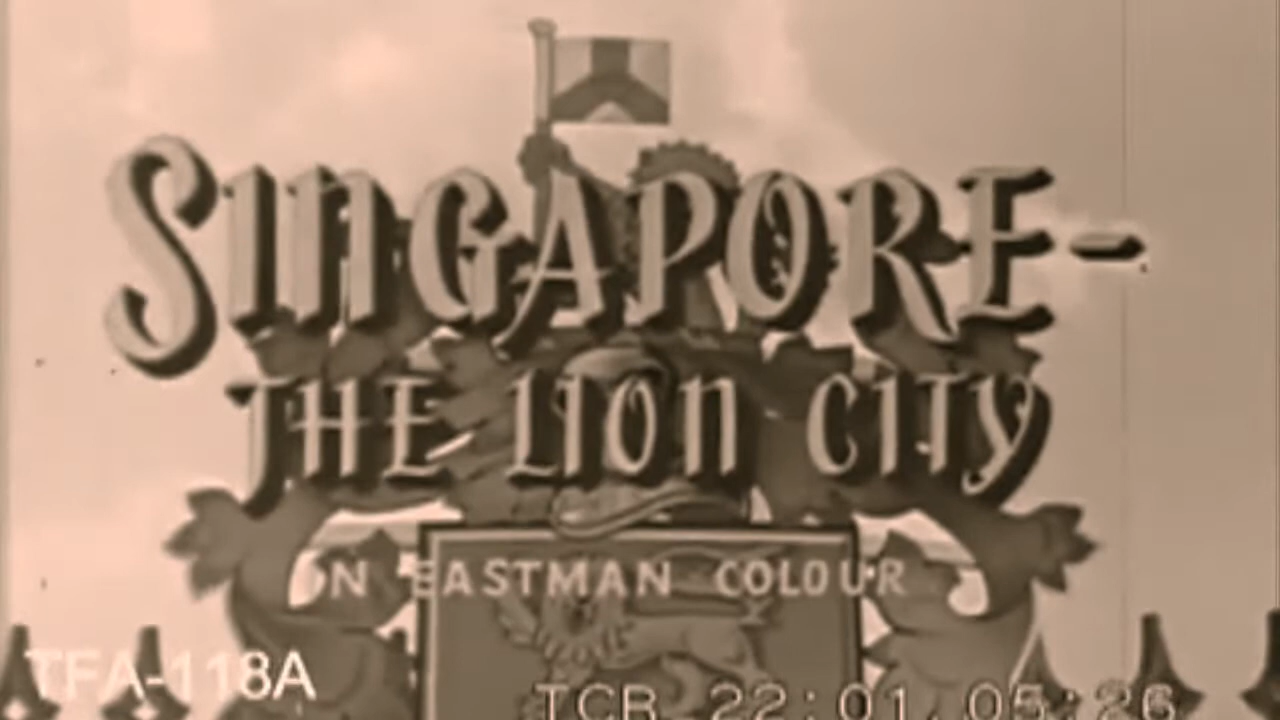 SINGAPORE-
THE LION CITY
IN EASTMAN COLOUR
TFA-118A
TCR 22:01.05:26